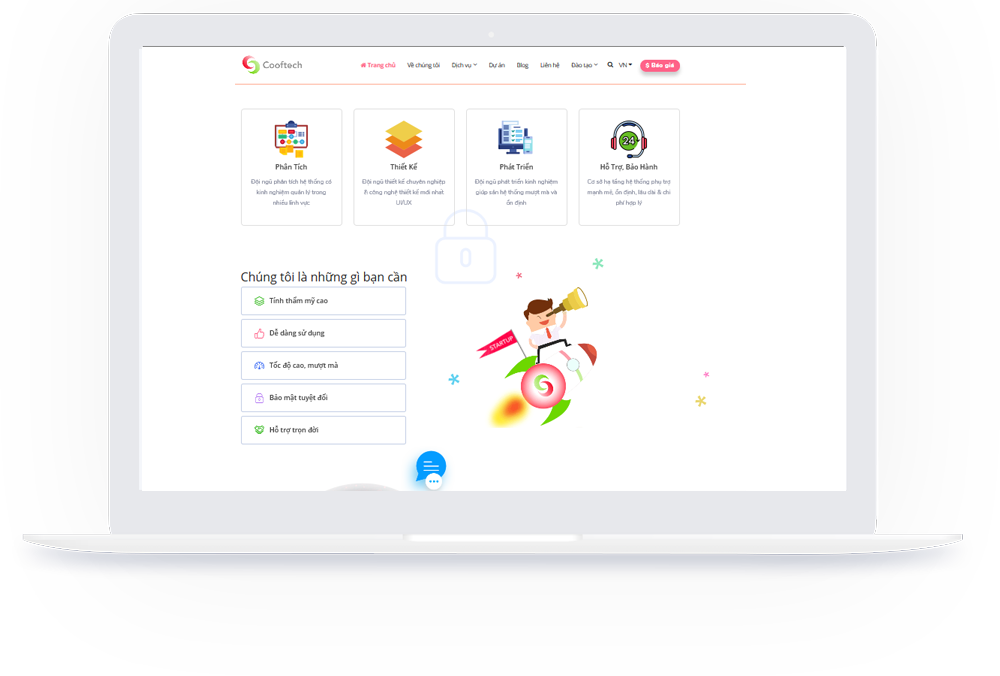 Cooftech
Trang chủ Về chúng tôi Dịch vụ Dự án Blog Liên hệ Đào tạo VN $ Báo giá
Phân Tích
Đội ngũ phân tích hệ thống có
kinh nghiệm quản lý trong
nhiều lĩnh vực
Thiết Kế
Đội ngũ thiết kế chuyên nghiệp
& công nghệ thiết kế mới nhất
UI/UX
Phát Triển
Đội ngũ phát triển kinh nghiệm
giúp sản hệ thống mượt mà và
ổn định
24+
Hỗ Trợ, Bảo Hành
Cơ sở hạ tầng hệ thống phụ trợ
mạnh mẽ, ổn định, lâu dài & chi
phí hợp lý
Chúng tôi là những gì bạn cần
Tính thẩm mỹ cao
Dễ dàng sử dụng
Tốc độ cao, mượt mà
Bảo mật tuyệt đối
Hỗ trợ trọn đời
STARTUP